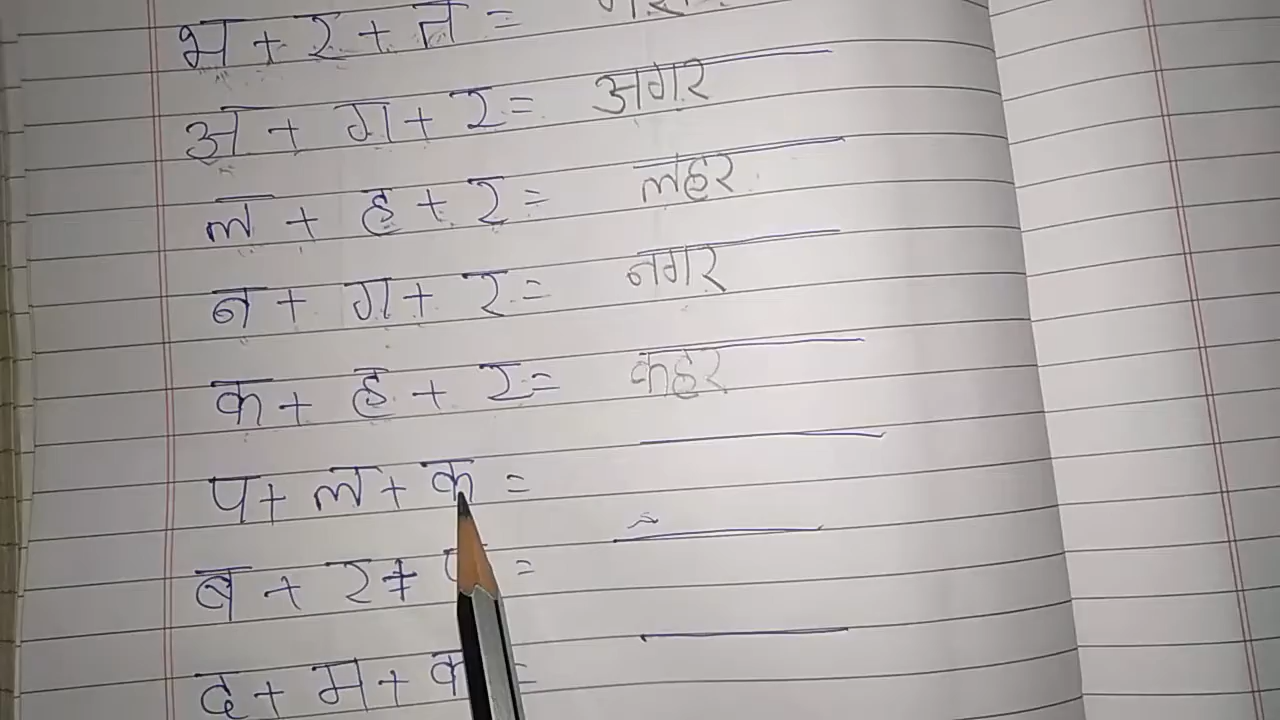 भ + र + त =
अ + ग + र = अगर
ल + ह + र = लहर
न + ग + र = नगर
क + ह + र = कहर
प + ल + क =
ब + र + =
द + म + क =